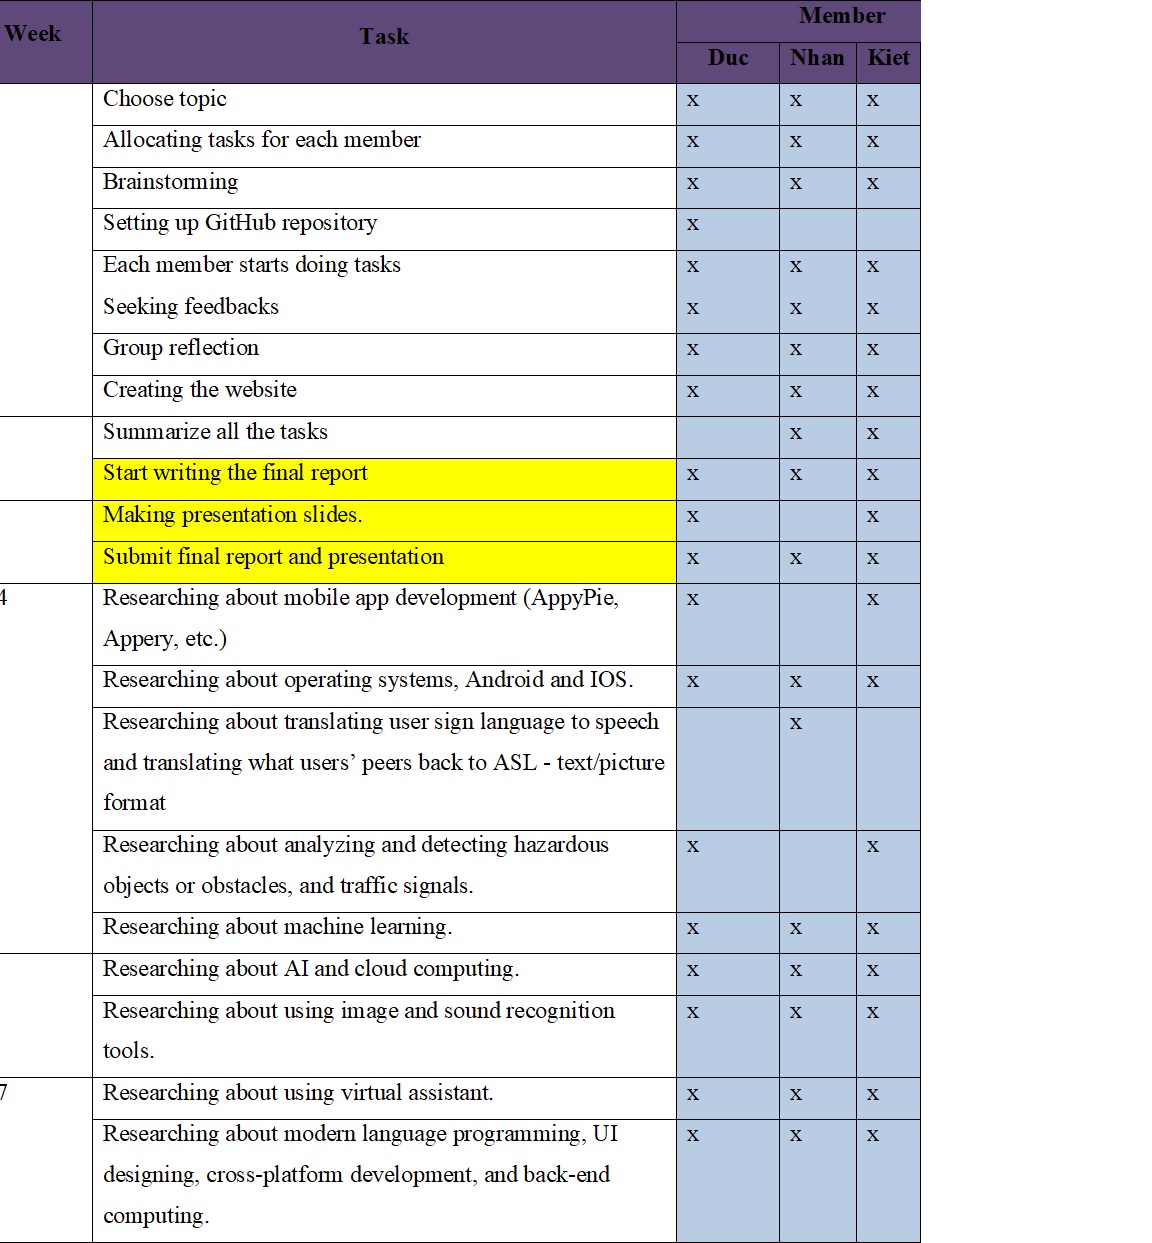 Week Task Member
Duc Nhan Kiet
Choose topic x x x
Allocating tasks for each member x x x
Brainstorming x x x
Setting up GitHub repository x
Each member starts doing tasks x x x
Seeking feedbacks x x x
Group reflection x x x
Creating the website x x x
Summarize all the tasks x x
Start writing the final report x x x
Making presentation slides. x x
Submit final report and presentation x x x
4 Researching about mobile app development (AppyPie, x x
Appery, etc.)
Researching about operating systems, Android and IOS. x x x
Researching about translating user sign language to speech x
and translating what users’ peers back to ASL - text/picture
format
Researching about analyzing and detecting hazardous x x
objects or obstacles, and traffic signals.
Researching about machine learning. x x x
Researching about AI and cloud computing. x x x
Researching about using image and sound recognition x x x
tools.
7 Researching about using virtual assistant. x x x
Researching about modern language programming, UI x x x
designing, cross-platform development, and back-end
computing.